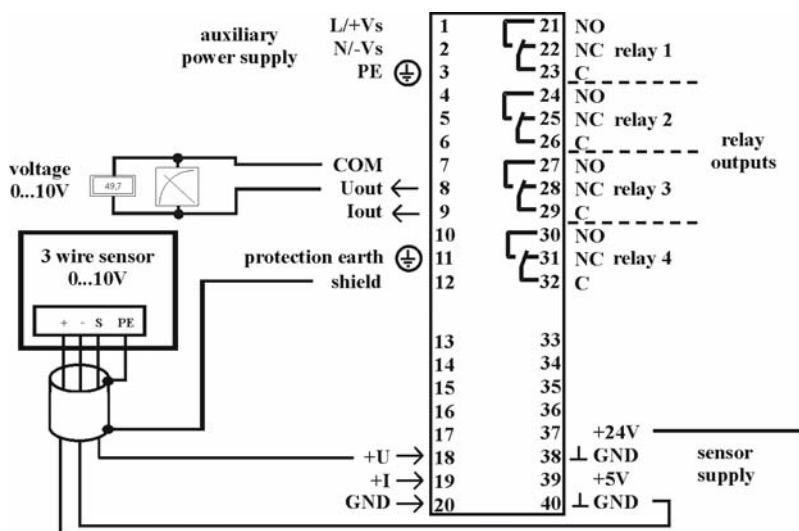 auxiliary
power supply
L/+Vs 1 21 NO
N/-Vs 2 22 NC relay 1
PE 3 23 C
4 24 NO
5 25 NC relay 2
6 26 C
relay
outputs
voltage
0...10V
49,7
COM 7 27 NO
Uout 8 28 NC relay 3
Iout 9 29 C
10 30 NO
protection earth 11 31 NC relay 4
shield 12 32 C
3 wire sensor
0...10V
+ - S PE
13 33
14 34
15 35
16 36
17 37 +24V
+U 18 38 GND
+I 19 39 +5V
GND 20 40 GND
sensor
supply